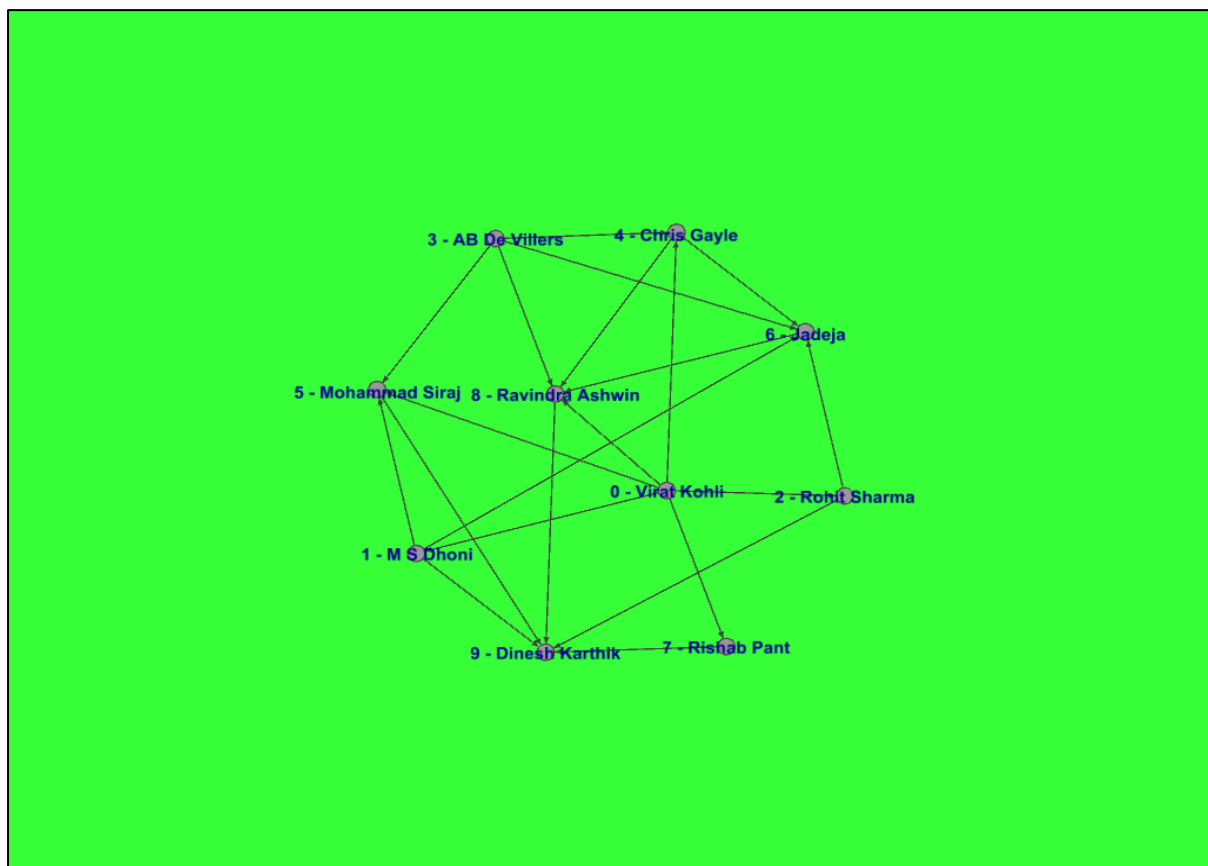 3 - AB De Villers
4 - Chris Gayle
6 - Jadeja
5 - Mohammad Siraj
8 - Ravindra Ashwin
0 - Virat Kohli
2 - Rohit Sharma
1 - M S Dhoni
9 - Dinesh Karthik
7 - Rishab Pant